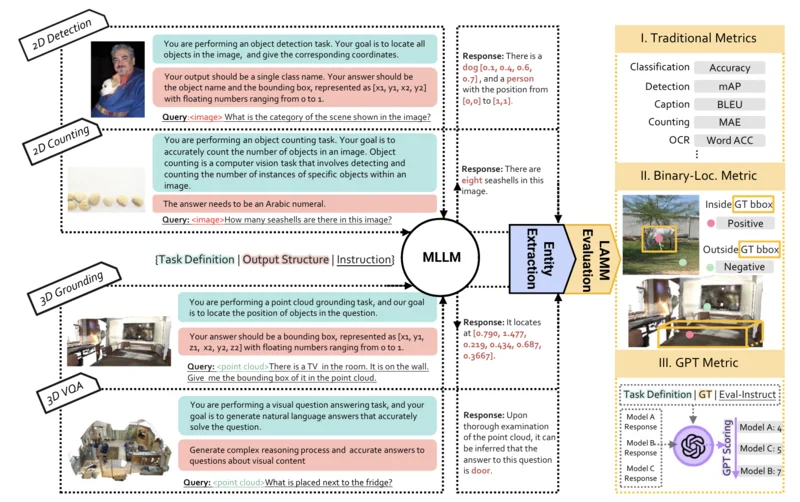 2D Detection
You are performing an object detection task. Your goal is to locate all
objects in the image, and give the corresponding coordinates.
Your output should be a single class name. Your answer should be
the object name and the bounding box, represented as [x1, y1, x2, y2]
with floating numbers ranging from 0 to 1.
Query:<image> What is the category of the scene shown in the image?
Response: There is a
dog [0.1, 0.4, 0.6,
0.7] , and a person
with the position from
[0,0] to [1,1].
2D Counting
You are performing an object counting task. Your goal is to
accurately count the number of objects in an image. Object
counting is a computer vision task that involves detecting and
counting the number of instances of specific objects within an
image.
The answer needs to be an Arabic numeral.
Query: <image>How many seashells are there in this image?
Response: There are
eight seashells in this
image.
{Task Definition | Output Structure | Instruction}
MLLM
Entity
Extraction
LAMM
Evaluation
3D Grounding
You are performing a point cloud grounding task, and our goal
is to locate the position of objects in the question.
Your answer should be a bounding box, represented as [x1, y1,
z1, x2, y2, z2] with floating numbers ranging from 0 to 1.
Query: <point cloud>There is a TV in the room. It is on the wall.
Give me the bounding box of it in the point cloud.
Response: It locates
at [0.790, 1.477,
0.219, 0.434, 0.687,
0.3667].
3D VQA
You are performing a visual question answering task, and your
goal is to generate natural language answers that accurately
solve the question.
Generate complex reasoning process and accurate answers to
questions about visual content
Query: <point cloud>What is placed next to the fridge?
Response: Upon
thorough examination
of the point cloud, it can
be inferred that the
answer to this question
is door.
I. Traditional Metrics
Classification Accuracy
Detection mAP
Caption BLEU
Counting MAE
OCR Word ACC
⋮
II. Binary-Loc. Metric
Inside GT bbox
Positive
Outside GT bbox
Negative
III. GPT Metric
Task Definition | GT | Eval-Instruct
Model A
Response
Model B
Response
Model C
Response
GPT Scoring
Model A: 4
Model C: 5
Model B: 7